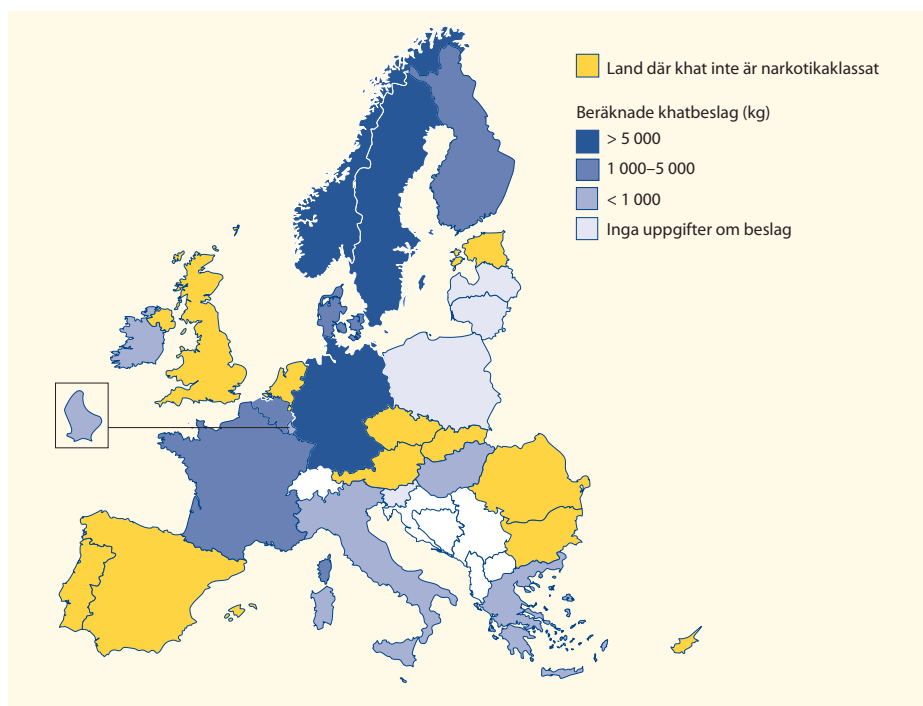 Land där khat inte är narkotikaklassat
Beräknade khatbeslag (kg)
> 5 000
1 000–5 000
< 1 000
Inga uppgifter om beslag